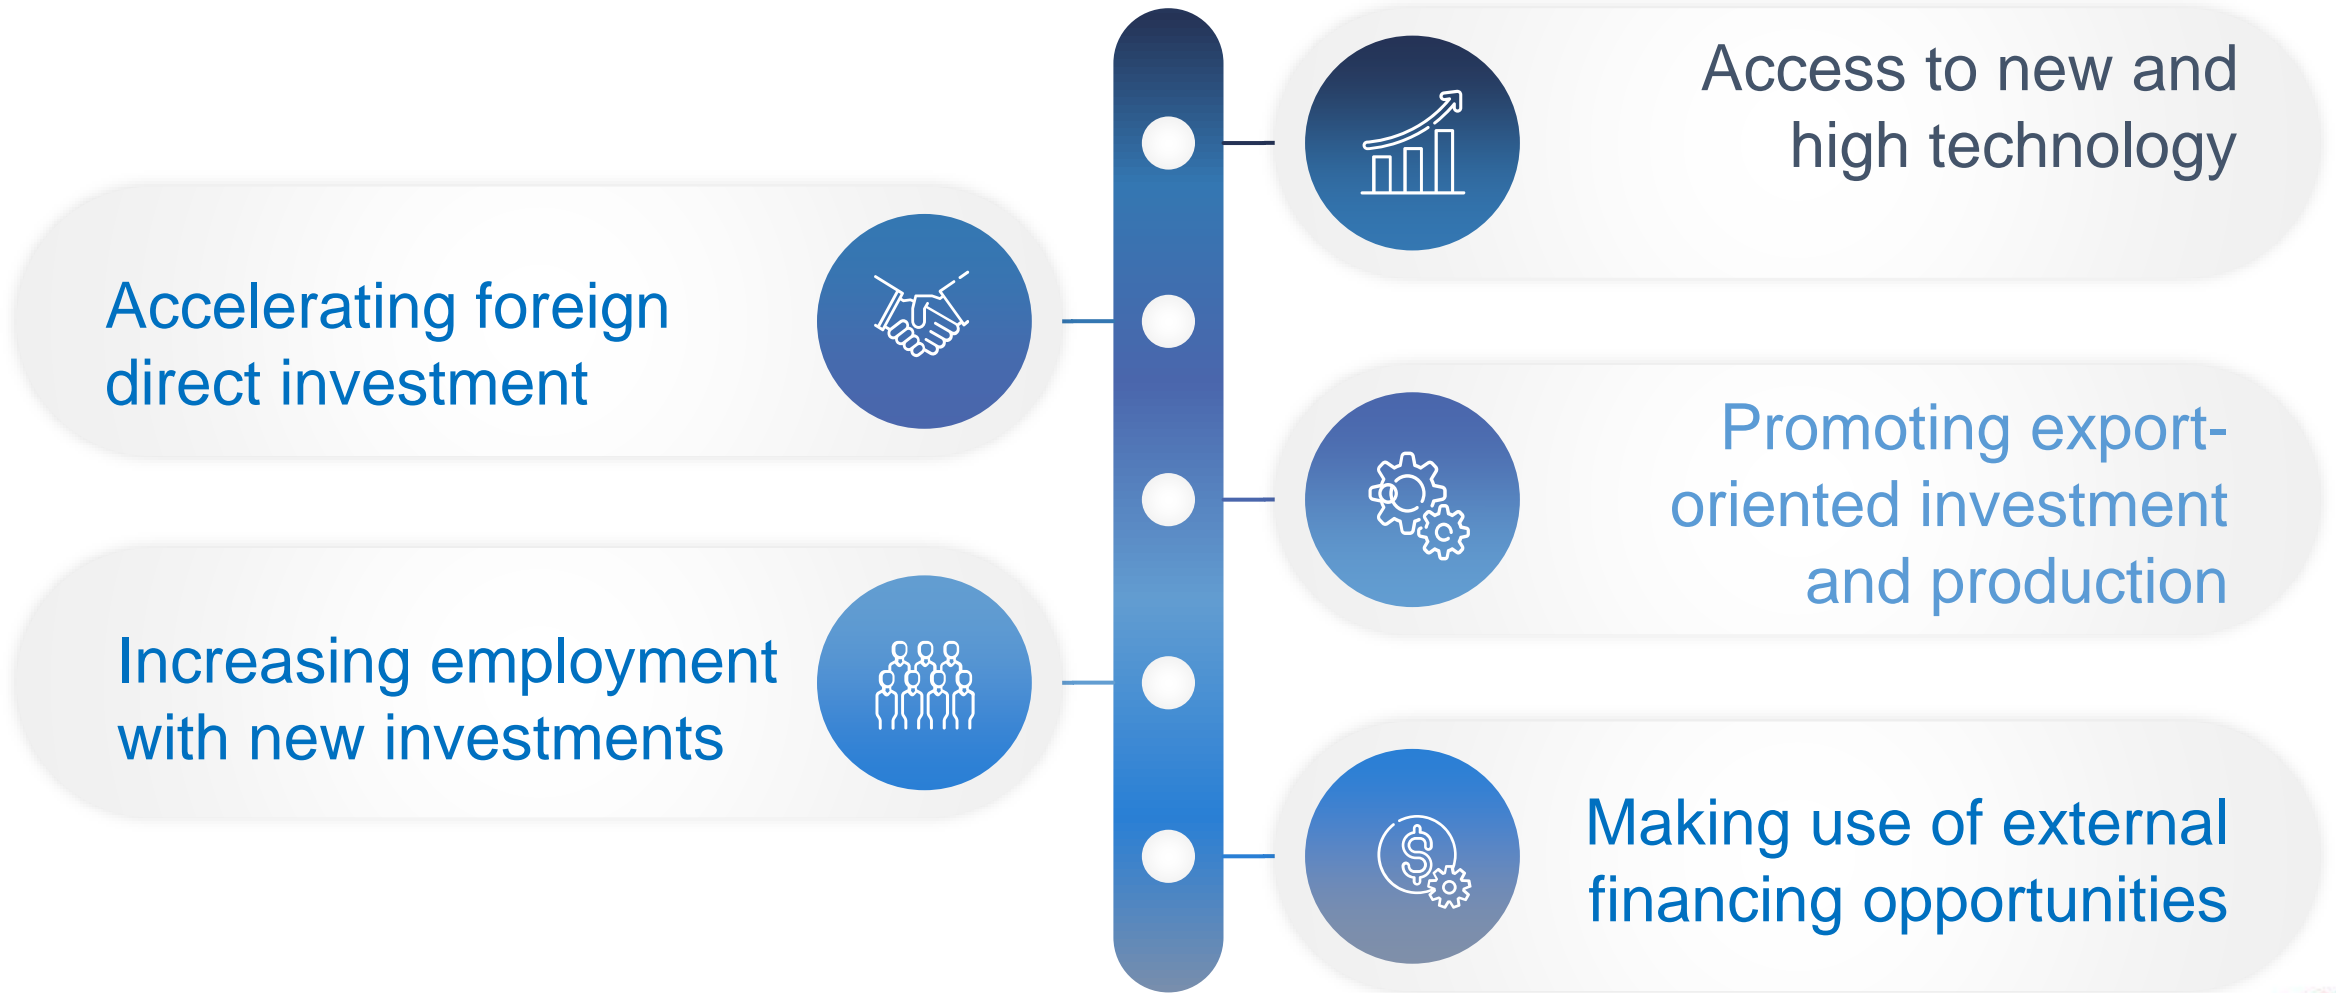 Access to new and
high technology
Accelerating foreign
direct investment
Promoting export-
oriented investment
and production
Increasing employment
with new investments
Making use of external
financing opportunities